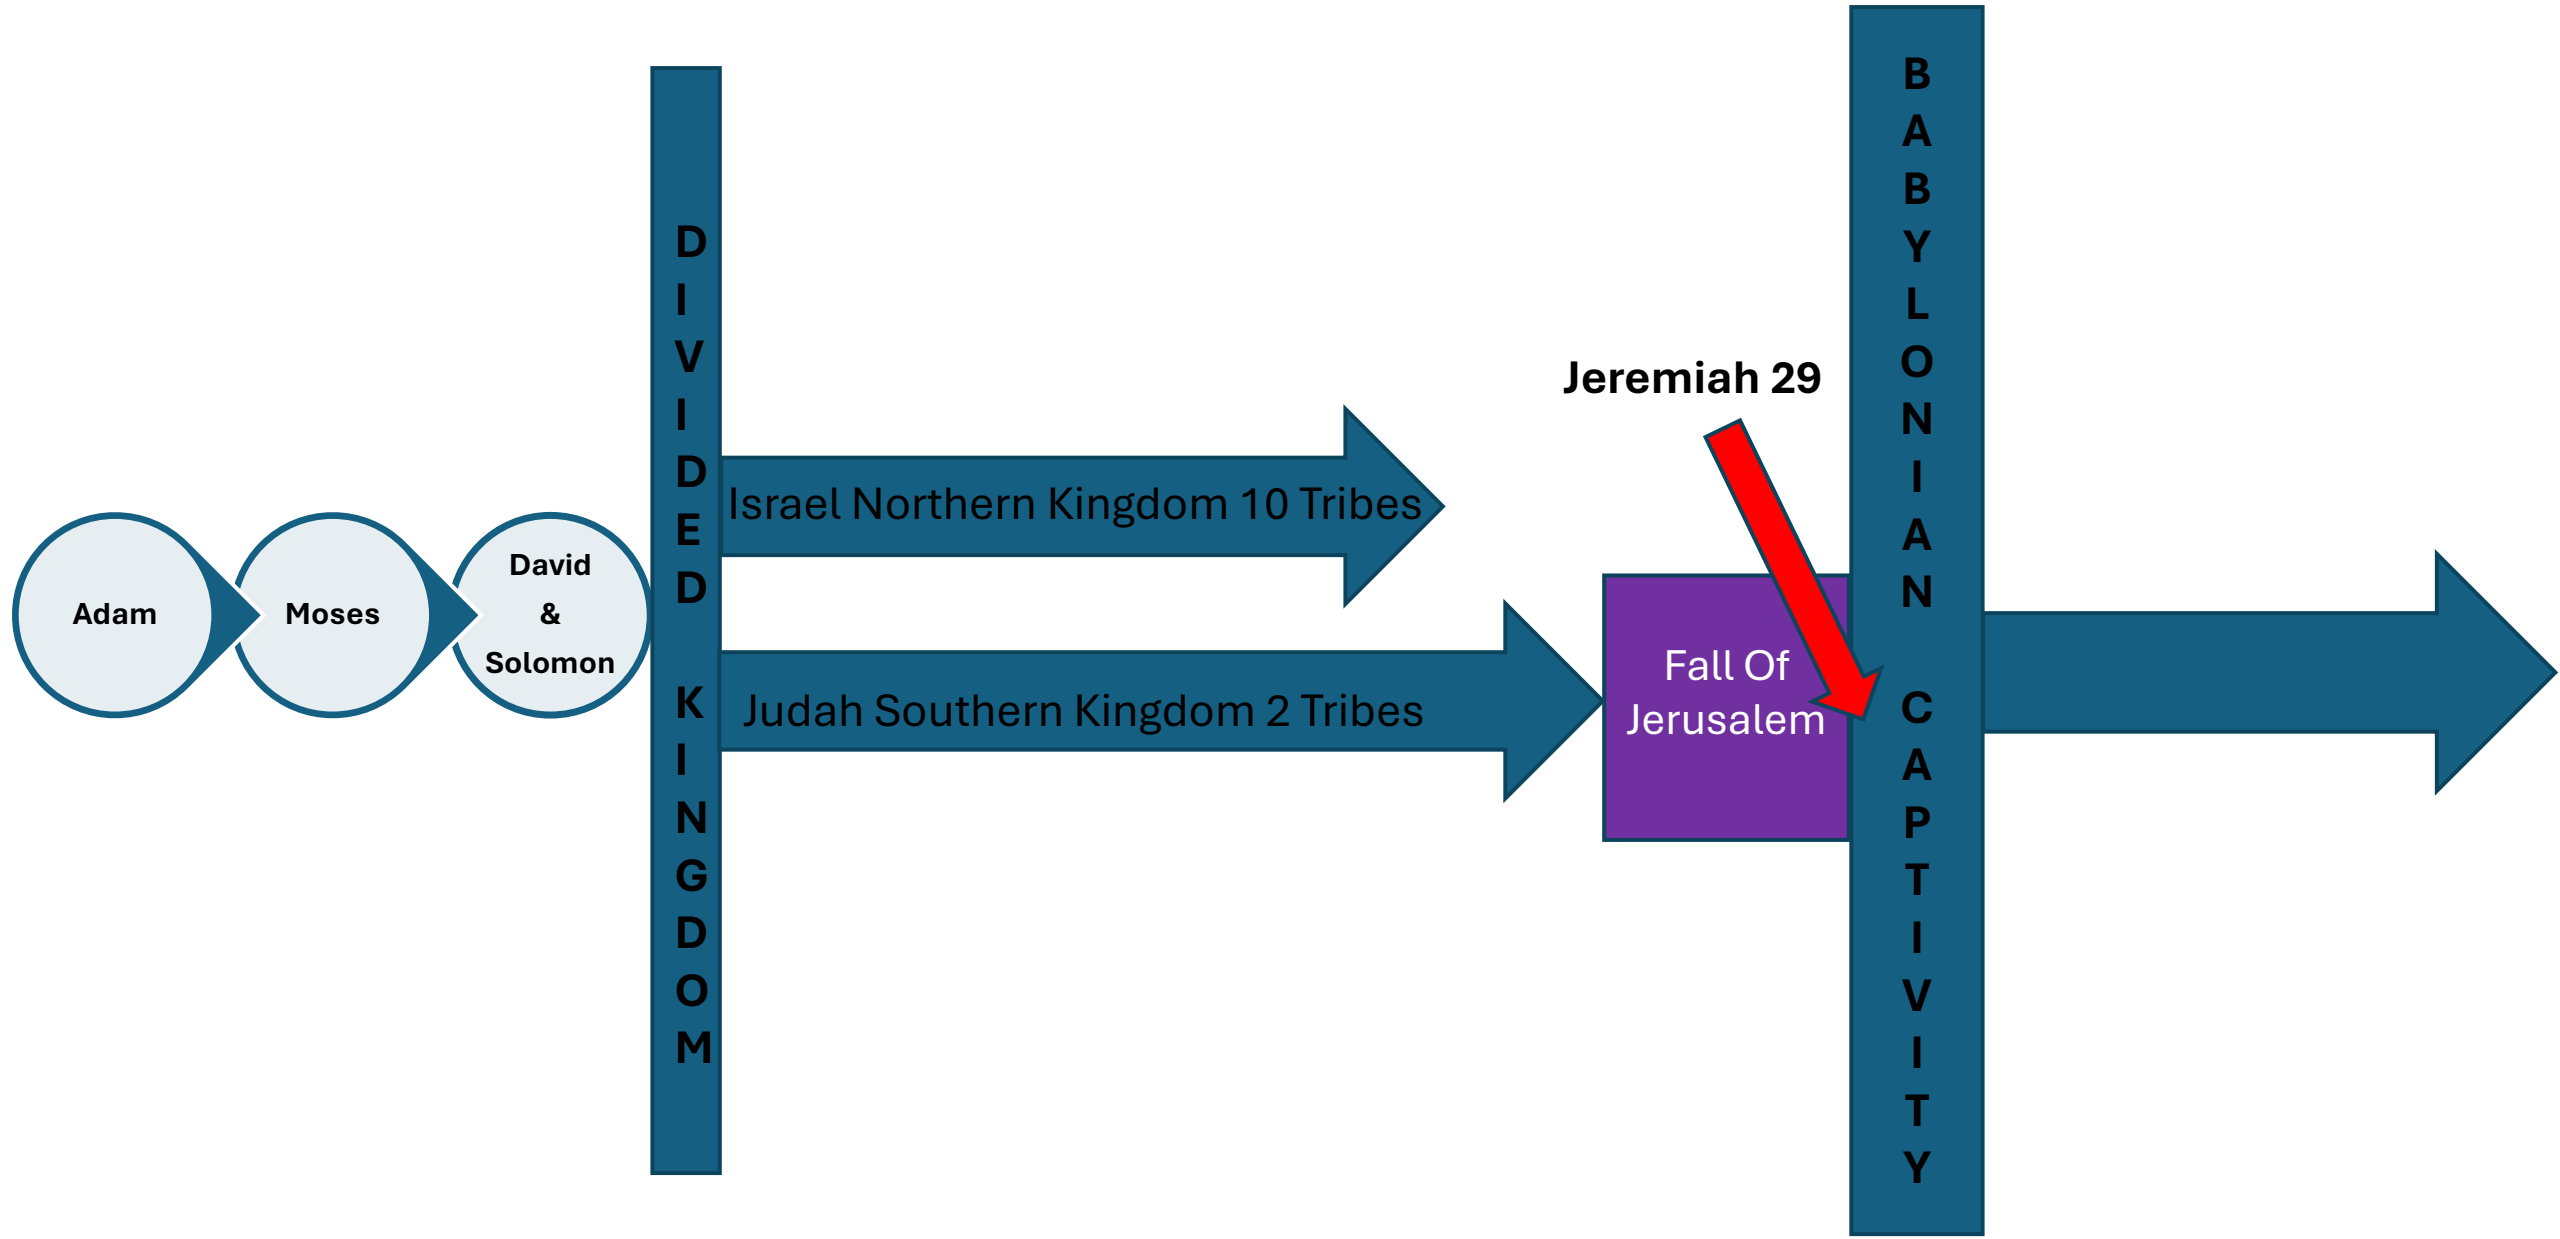 Adam
Moses
David
&
Solomon
DIVIDED KINGDOM
Israel Northern Kingdom 10 Tribes
Judah Southern Kingdom 2 Tribes
Jeremiah 29
Fall Of
Jerusalem
BABYLONIAN CAPTIVITY